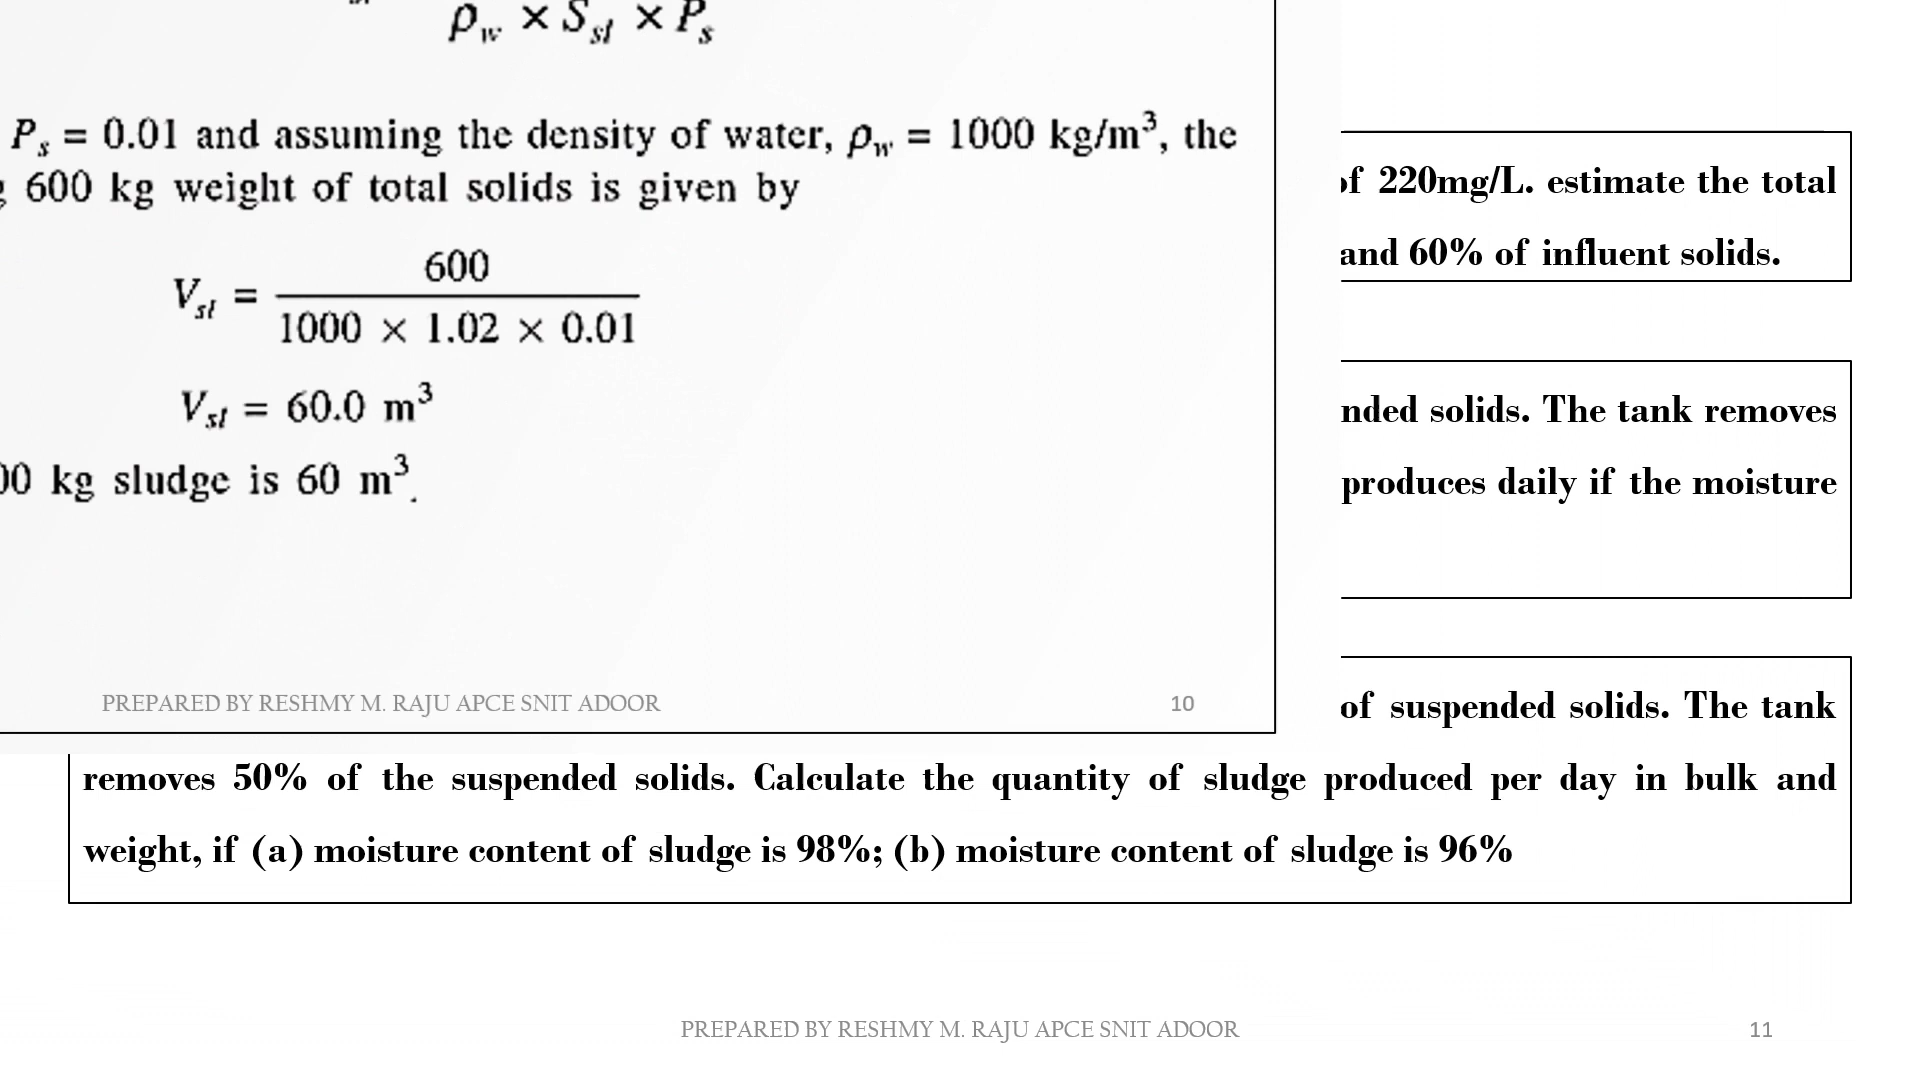 ρw × Ssl × Ps
Ps = 0.01 and assuming the density of water, ρw = 1000 kg/m³, the
600 kg weight of total solids is given by
Vsl = 600 / 1000 × 1.02 × 0.01
Vsl = 60.0 m³
00 kg sludge is 60 m³.
PREPARED BY RESHMY M. RAJU APCE SNIT ADOOR 10
of 220mg/L. estimate the total
and 60% of influent solids.
nded solids. The tank removes
produces daily if the moisture
of suspended solids. The tank
removes 50% of the suspended solids. Calculate the quantity of sludge produced per day in bulk and
weight, if (a) moisture content of sludge is 98%; (b) moisture content of sludge is 96%
PREPARED BY RESHMY M. RAJU APCE SNIT ADOOR 11